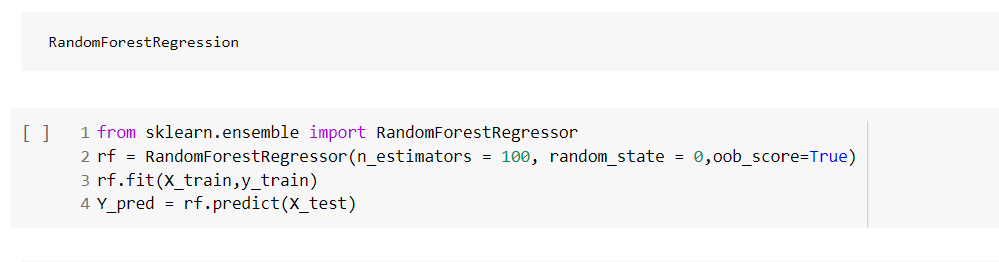 RandomForestRegression
[ ]
1 from sklearn.ensemble import RandomForestRegressor
2 rf = RandomForestRegressor(n_estimators = 100, random_state = 0,oob_score=True)
3 rf.fit(X_train,y_train)
4 Y_pred = rf.predict(X_test)